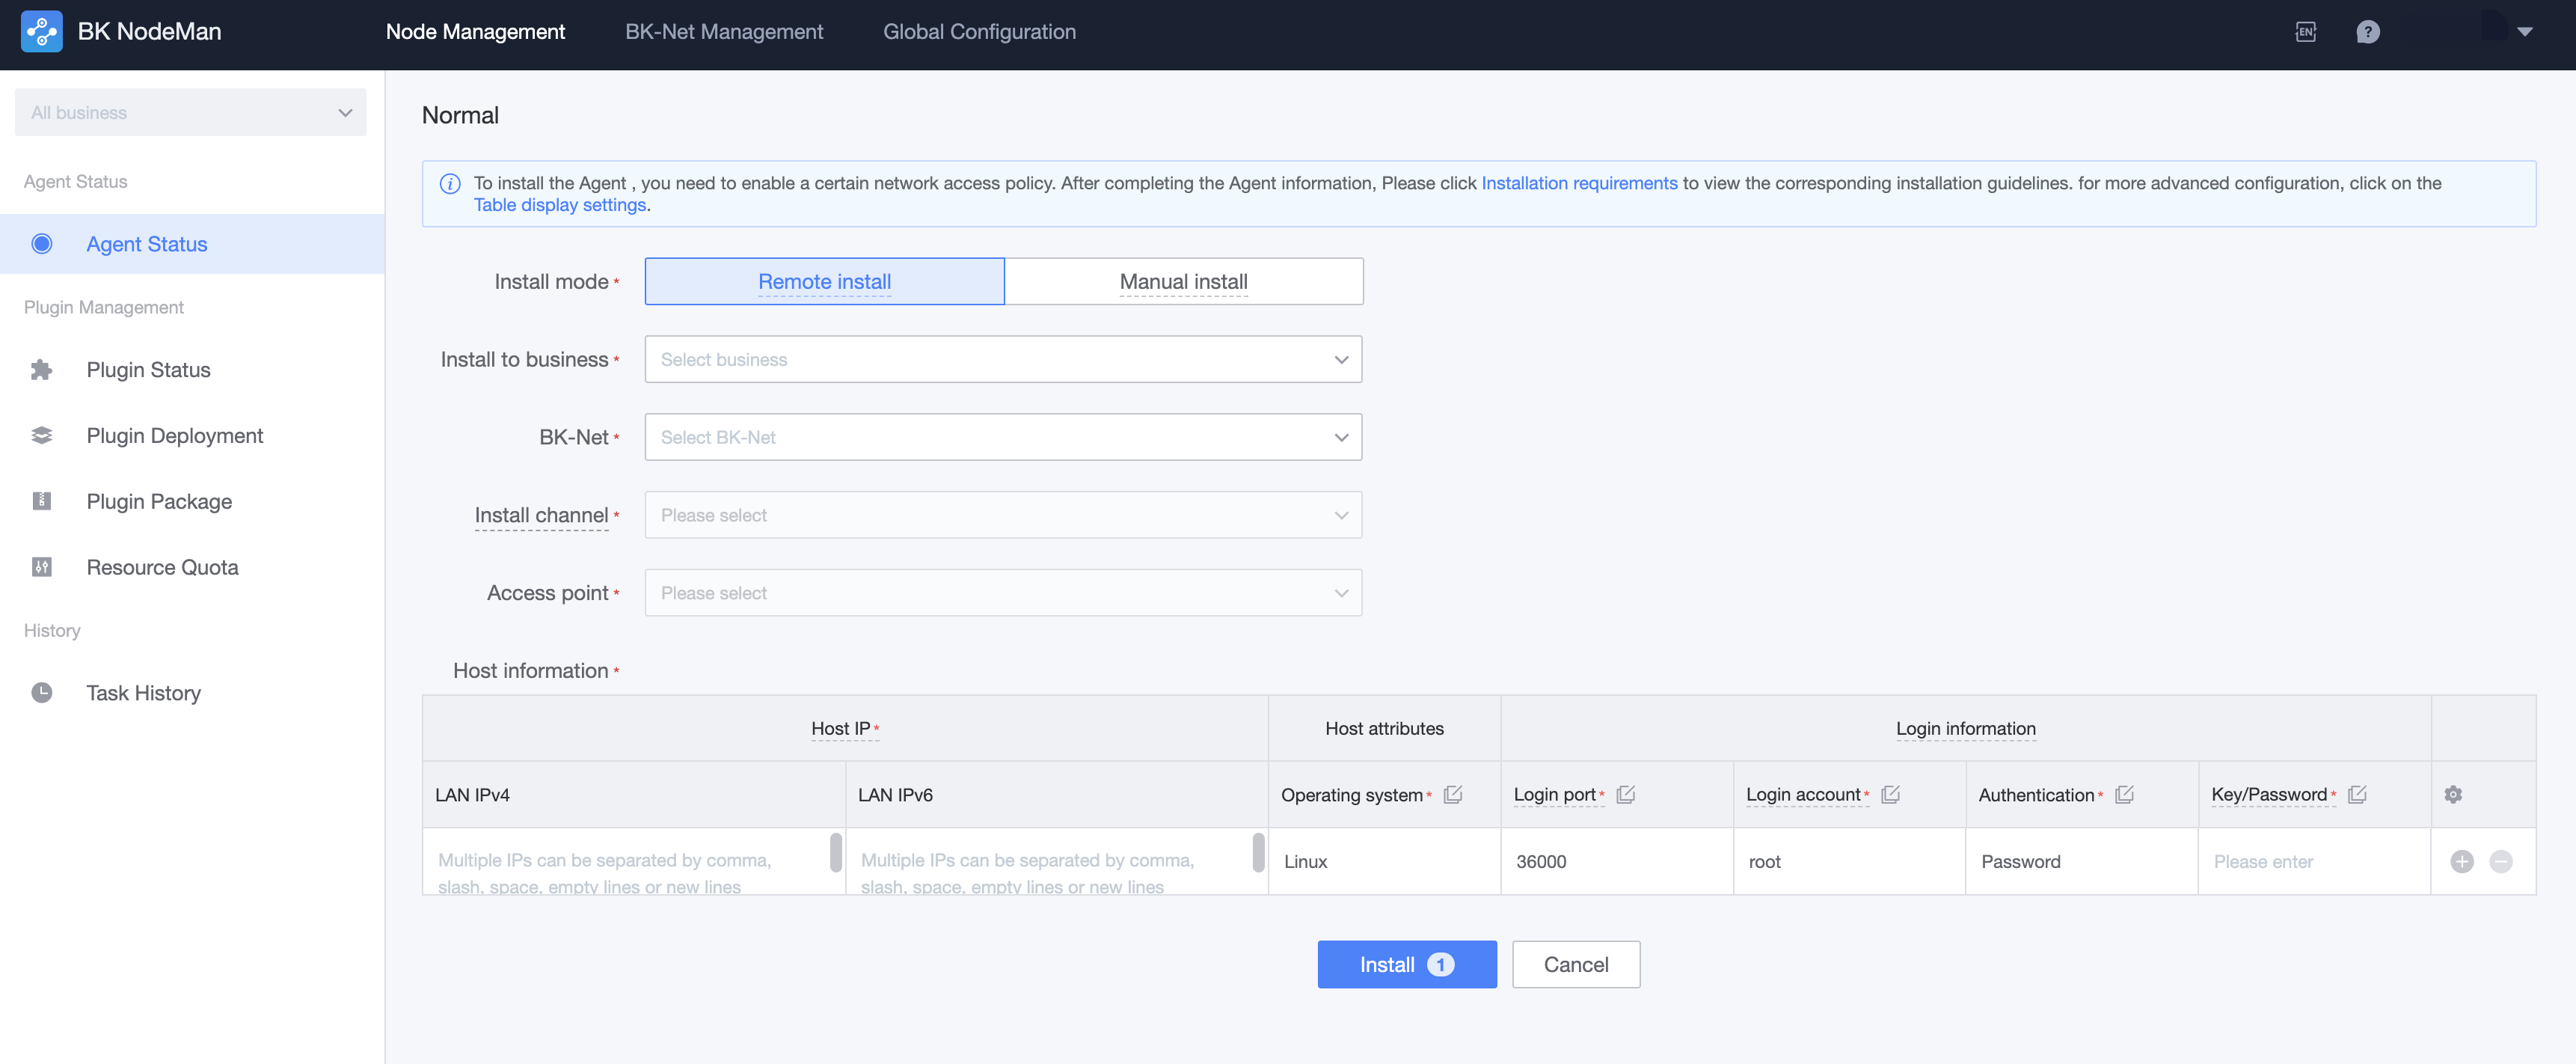 BK NodeMan
Node Management
BK-Net Management
Global Configuration
EN
?
All business
Agent Status
Agent Status
Plugin Management
Plugin Status
Plugin Deployment
Plugin Package
Resource Quota
History
Task History
Normal
To install the Agent , you need to enable a certain network access policy. After completing the Agent information, Please click Installation requirements to view the corresponding installation guidelines. for more advanced configuration, click on the
Table display settings.
Install mode *
Remote install
Manual install
Install to business *
Select business
BK-Net *
Select BK-Net
Install channel *
Please select
Access point *
Please select
Host information *
Host IP *
Host attributes
Login information
LAN IPv4
LAN IPv6
Operating system *
Login port *
Login account *
Authentication *
Key/Password *
Multiple IPs can be separated by comma,
slash, space, empty lines or new lines
Multiple IPs can be separated by comma,
slash, space, empty lines or new lines
Linux
36000
root
Password
Please enter
Install 1
Cancel